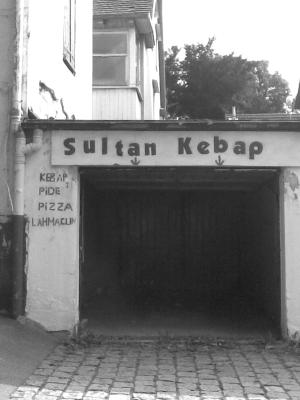 Sultan Kebap
KEBAP
PIDE
PIZZA
LAHMACUN